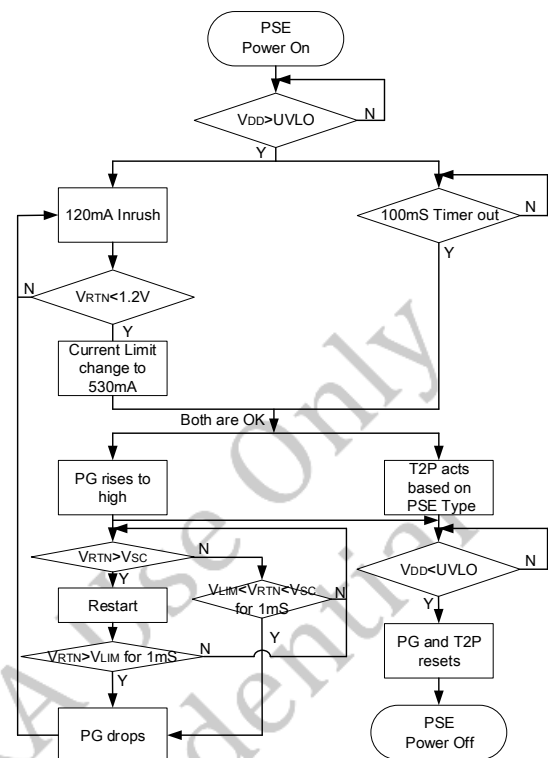 PSE
Power On
VDD>UVLO
N
Y
120mA Inrush
100mS Timer out
N
Y
N
VRTN<1.2V
Y
Current Limit
change to
530mA
Both are OK
PG rises to
high
T2P acts
based on
PSE Type
VRTN>VSC
N
Y
VDD<UVLO
N
Y
Restart
VLIM<VRTN<VSC
for 1mS
N
Y
VRTN>VLIM for 1mS
N
Y
PG and T2P
resets
PG drops
PSE
Power Off
Use Only